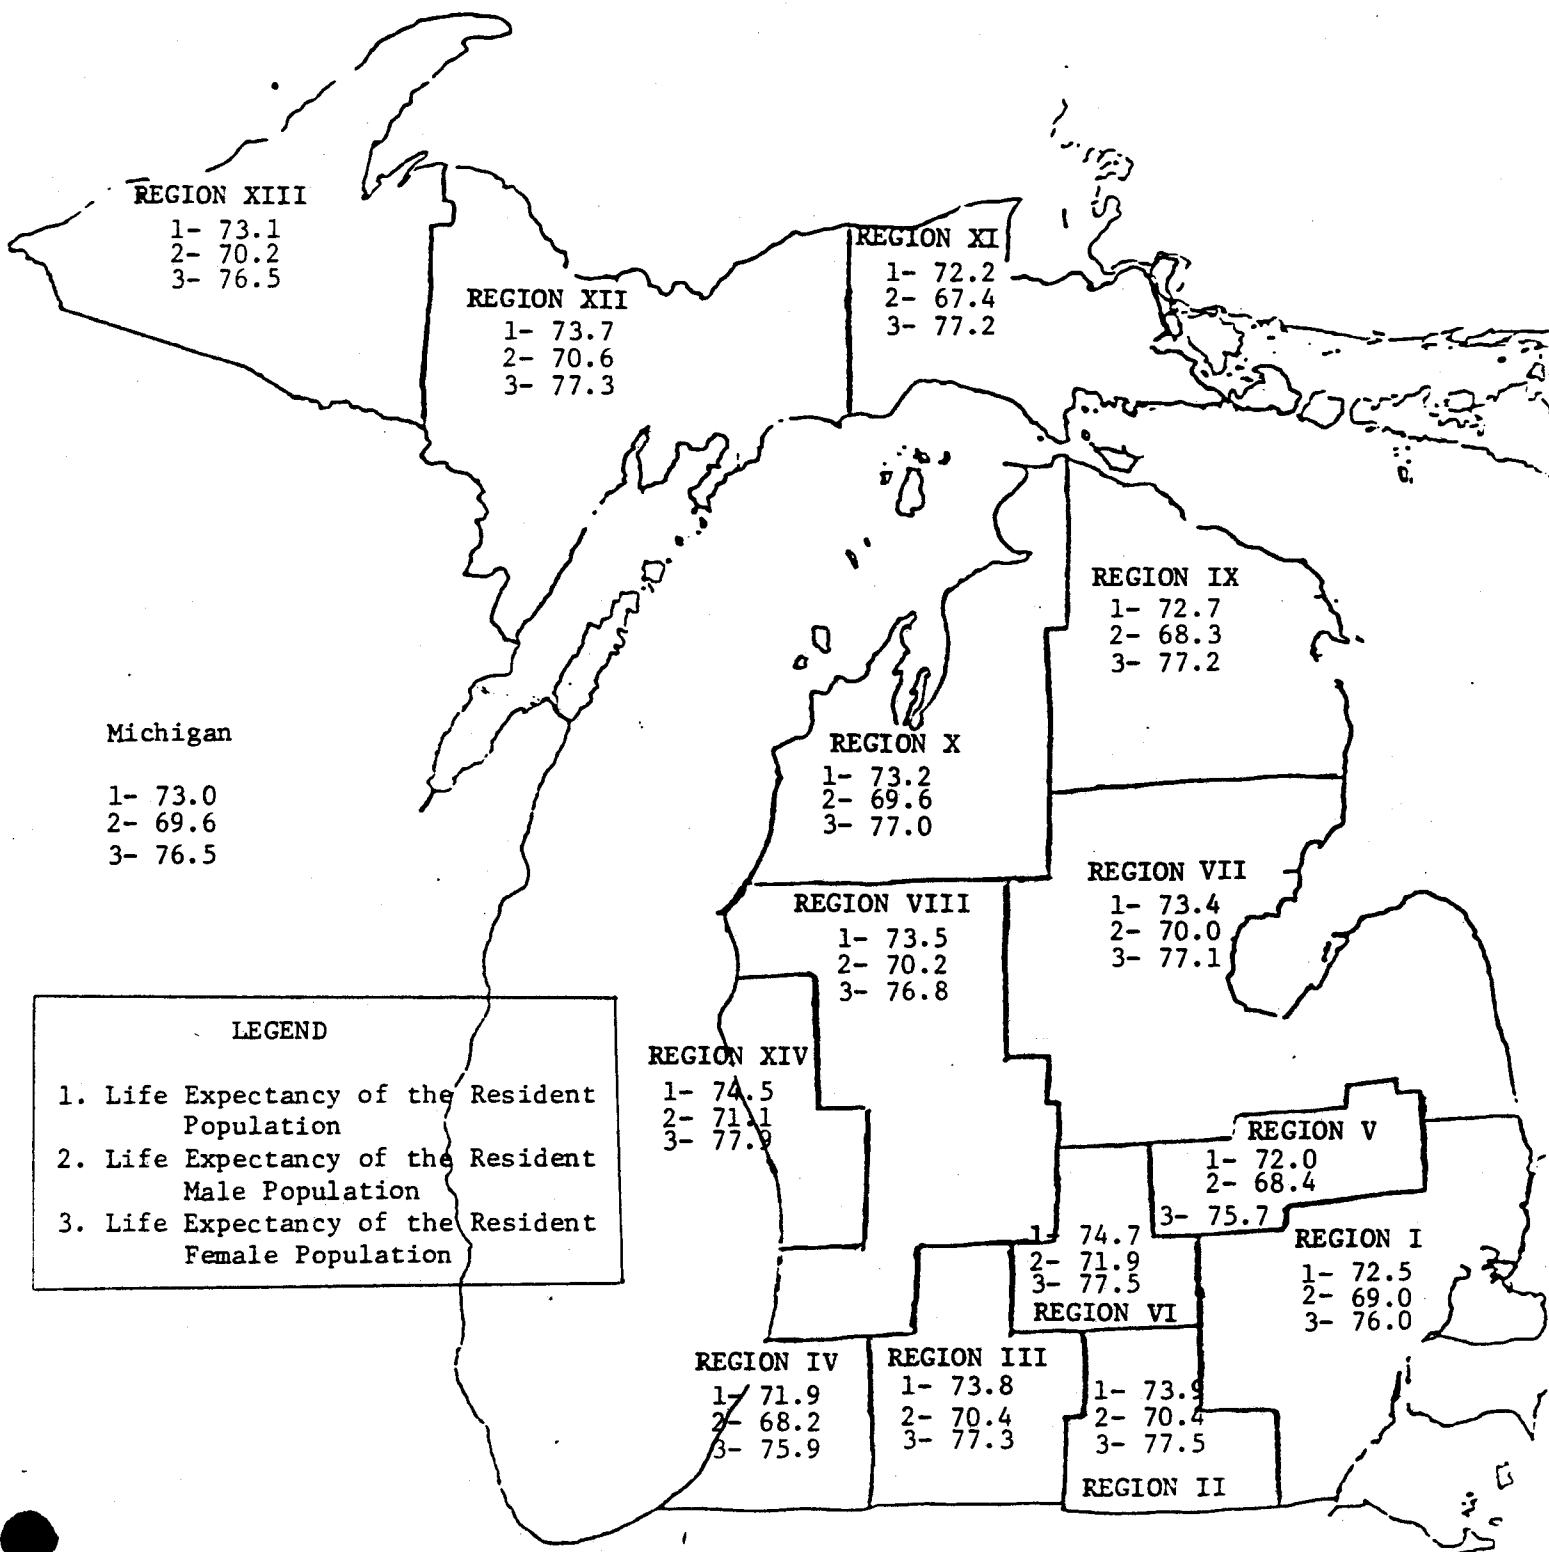 REGION XIII
1- 73.1
2- 70.2
3- 76.5
REGION XII
1- 73.7
2- 70.6
3- 77.3
REGION XI
1- 72.2
2- 67.4
3- 77.2
REGION IX
1- 72.7
2- 68.3
3- 77.2
Michigan
1- 73.0
2- 69.6
3- 76.5
REGION X
1- 73.2
2- 69.6
3- 77.0
REGION VII
1- 73.4
2- 70.0
3- 77.1
REGION VIII
1- 73.5
2- 70.2
3- 76.8
LEGEND
1. Life Expectancy of the Resident
Population
2. Life Expectancy of the Resident
Male Population
3. Life Expectancy of the Resident
Female Population
REGION XIV
1- 74.5
2- 71.1
3- 77.9
REGION V
1- 72.0
2- 68.4
3- 75.7
1- 74.7
2- 71.9
3- 77.5
REGION VI
REGION I
1- 72.5
2- 69.0
3- 76.0
REGION IV
1- 71.9
2- 68.2
3- 75.9
REGION III
1- 73.8
2- 70.4
3- 77.3
1- 73.9
2- 70.4
3- 77.5
REGION II